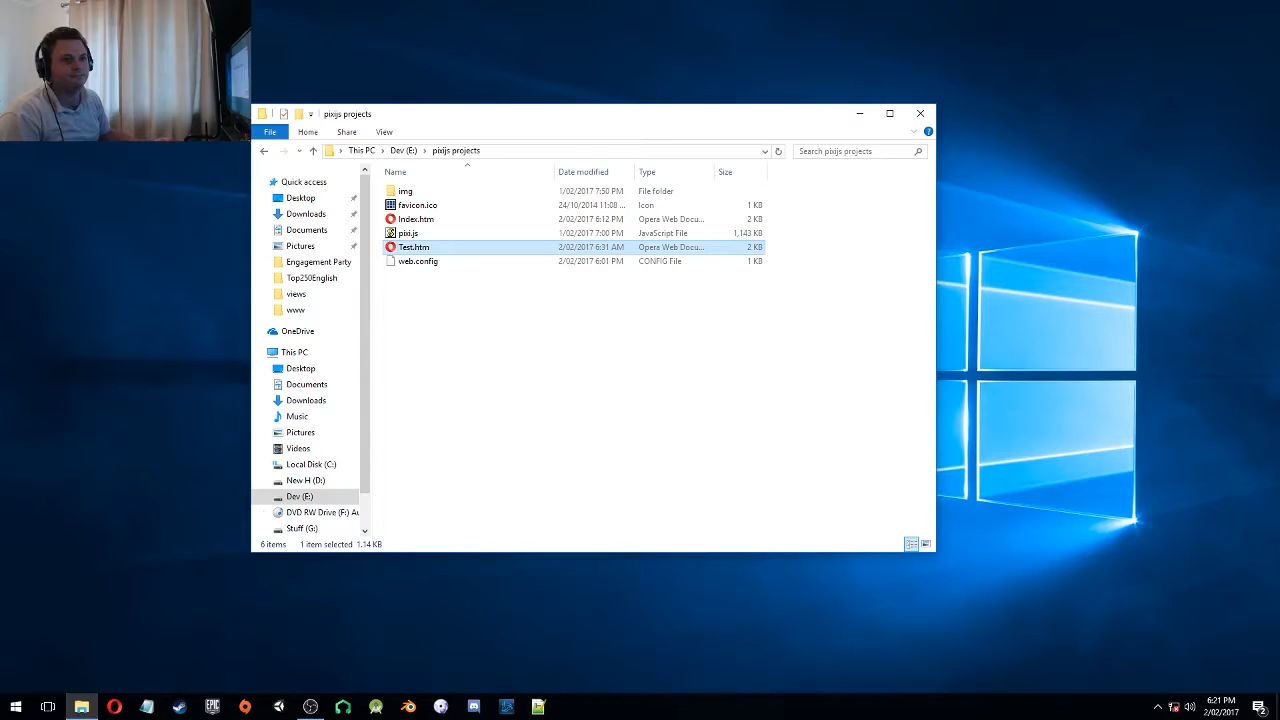 pixijs projects
File Home Share View
This PC Dev (E:) pixijs projects
Search pixijs projects
Name Date modified Type Size
img 1/02/2017 7:50 PM File folder
favicon.ico 24/10/2014 11:08 ... Icon 1 KB
Index.htm 2/02/2017 6:12 PM Opera Web Docu... 2 KB
pixi.js 1/02/2017 7:00 PM JavaScript File 1,143 KB
Test.htm 2/02/2017 6:31 AM Opera Web Docu... 2 KB
web.config 2/02/2017 6:01 PM CONFIG File 1 KB
Quick access
Desktop
Downloads
Documents
Pictures
Engagement Party
Top250English
views
www
OneDrive
This PC
Desktop
Documents
Downloads
Music
Pictures
Videos
Local Disk (C:)
New H (D:)
Dev (E:)
DVD RW Drive (F:) Au
Stuff (G:)
6 items 1 item selected 1.14 KB
EPIC
6:21 PM
2/02/2017
2